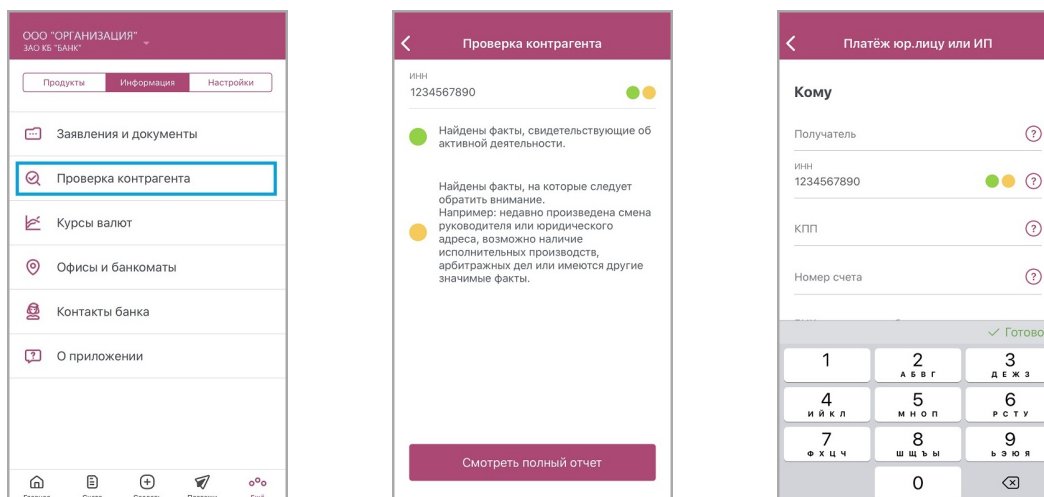 ООО "ОРГАНИЗАЦИЯ"
ЗАО КБ "БАНК"
Продукты
Информация
Настройки
Заявления и документы
Проверка контрагента
Курсы валют
Офисы и банкоматы
Контакты банка
О приложении
Проверка контрагента
ИНН
1234567890
Найдены факты, свидетельствующие об
активной деятельности.
Найдены факты, на которые следует
обратить внимание.
Например: недавно произведена смена
руководителя или юридического
адреса, возможно наличие
исполнительных производств,
арбитражных дел или имеются другие
значимые факты.
Смотреть полный отчет
Платёж юр.лицу или ИП
Кому
Получатель
?
ИНН
1234567890
?
КПП
?
Номер счета
?
Готово
1 2 3
АБВГ ДЕЖЗ
4 5 6
ИЙКЛ МНОП РСТУ
7 8 9
ФХЦЧ ШЩЪЫ ЬЭЮЯ
0